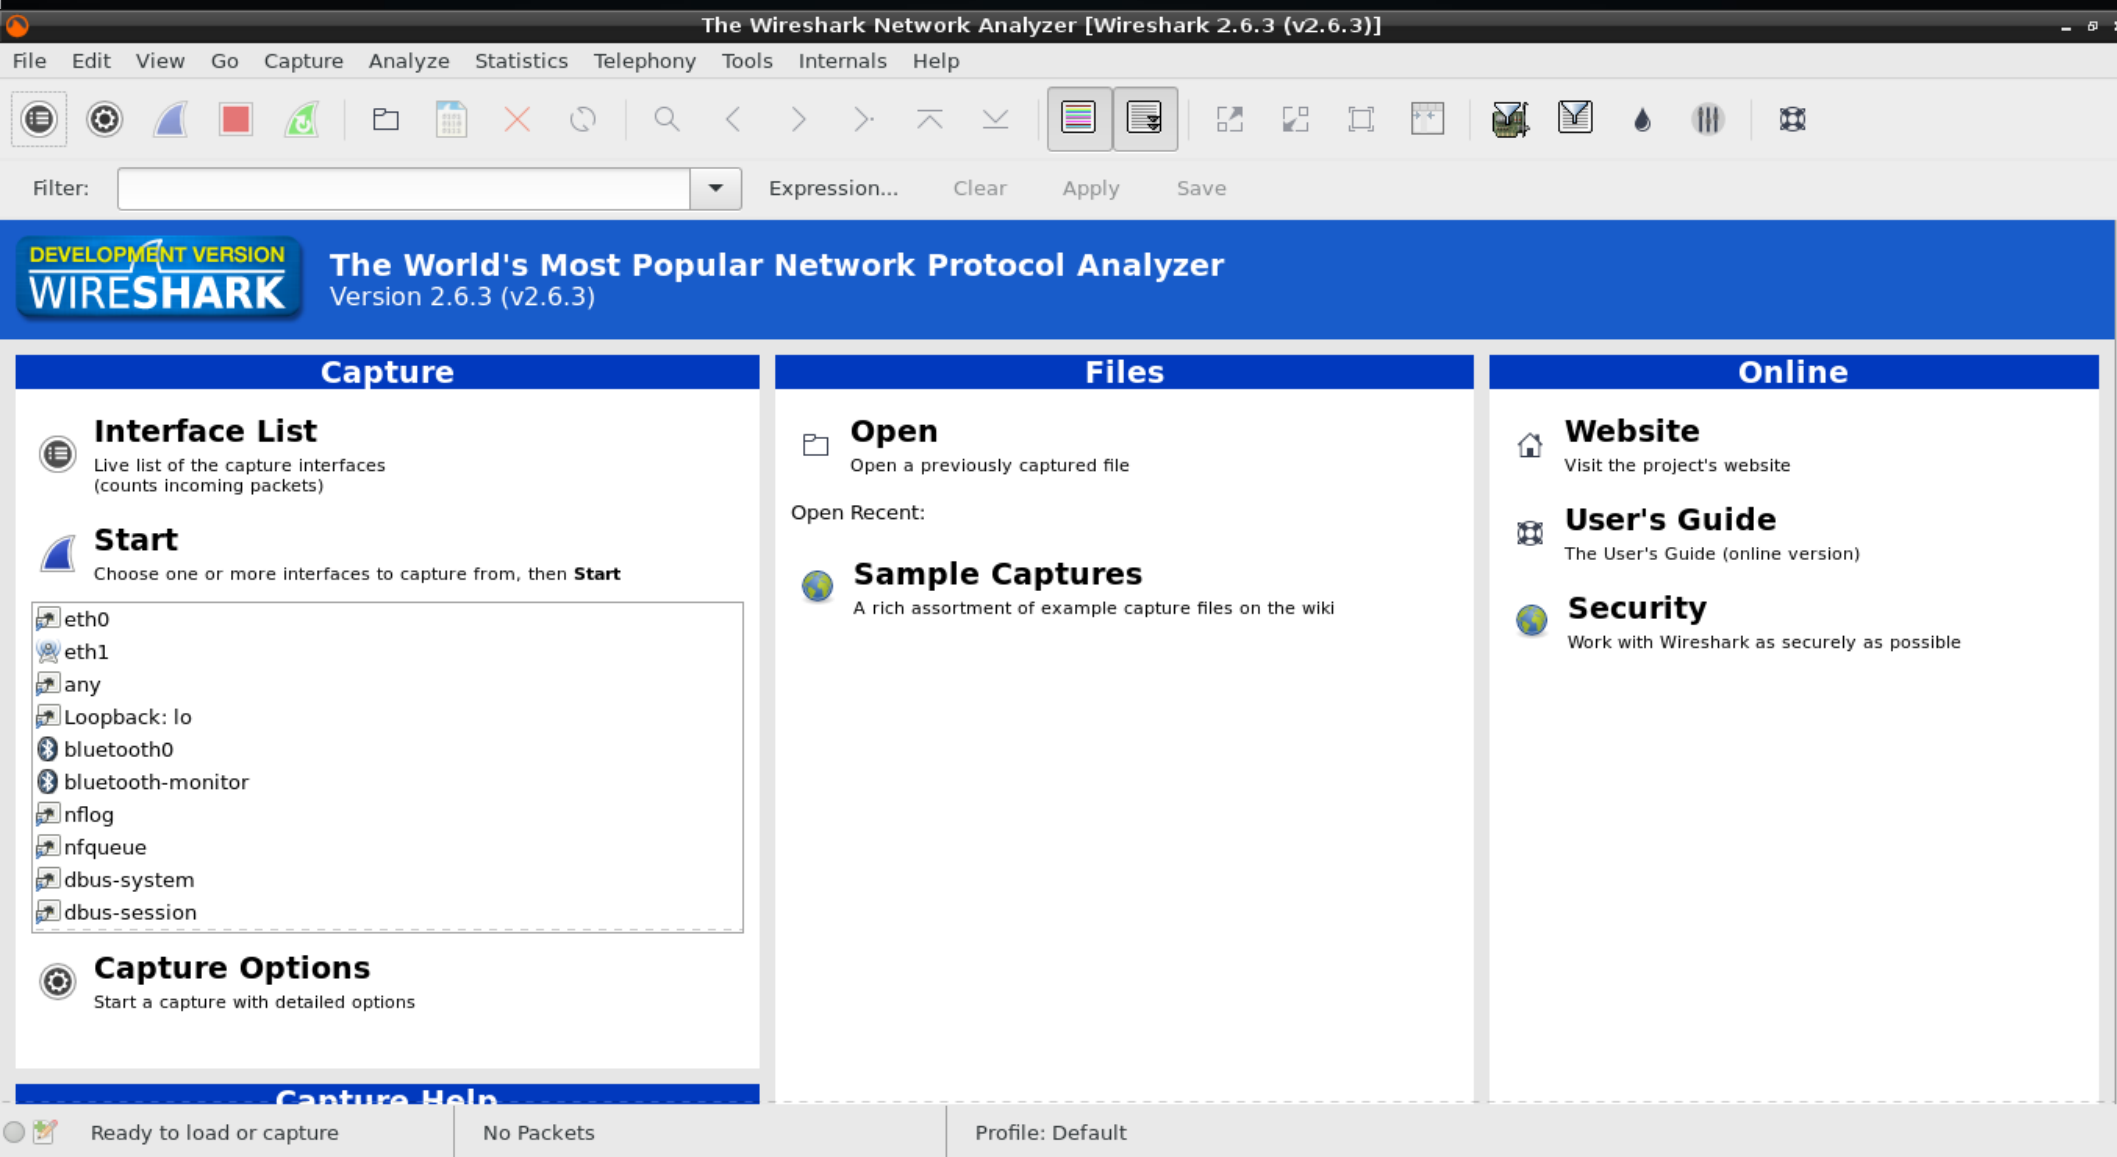 The Wireshark Network Analyzer [Wireshark 2.6.3 (v2.6.3)]
File Edit View Go Capture Analyze Statistics Telephony Tools Internals Help
Filter: Expression... Clear Apply Save
DEVELOPMENT VERSION
WIRESHARK
The World's Most Popular Network Protocol Analyzer
Version 2.6.3 (v2.6.3)
Capture
Interface List
Live list of the capture interfaces
(counts incoming packets)
Start
Choose one or more interfaces to capture from, then Start
eth0
eth1
any
Loopback: lo
bluetooth0
bluetooth-monitor
nflog
nfqueue
dbus-system
dbus-session
Capture Options
Start a capture with detailed options
Capture Help
Files
Open
Open a previously captured file
Open Recent:
Sample Captures
A rich assortment of example capture files on the wiki
Online
Website
Visit the project's website
User's Guide
The User's Guide (online version)
Security
Work with Wireshark as securely as possible
Ready to load or capture No Packets Profile: Default